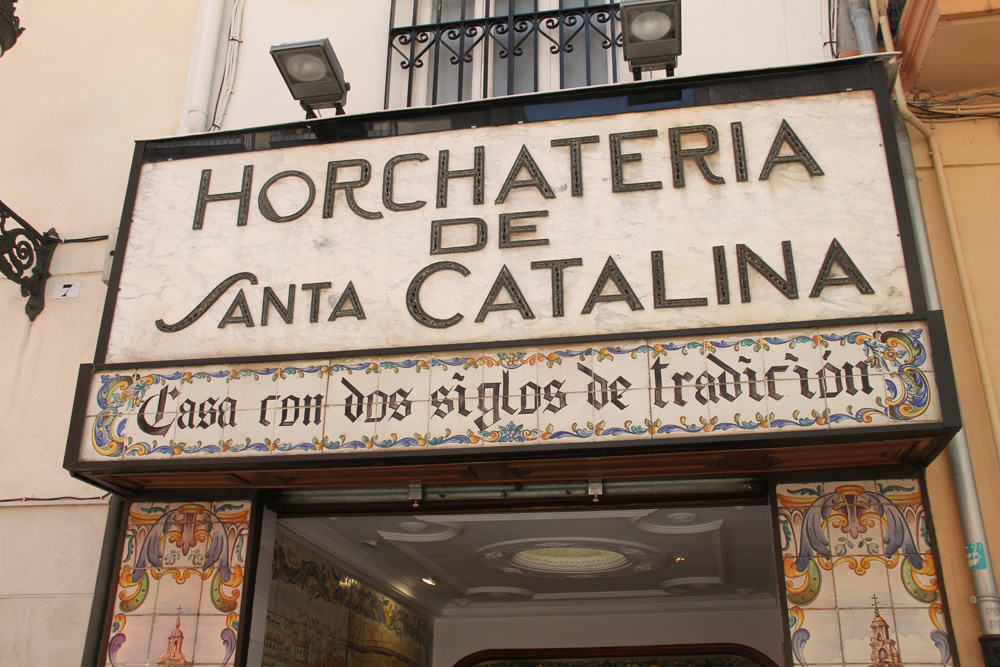 HORCHATERIA
DE
SANTA CATALINA
Casa con dos siglos de tradición
7